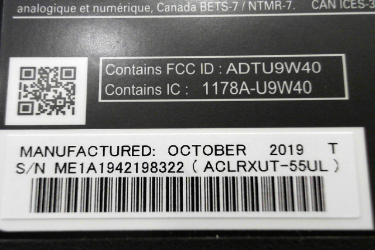 analogique et numérique, Canada BETS-7 / NTMR-7. CAN ICES-3
Contains FCC ID : ADTU9W40
Contains IC : 1178A-U9W40
MANUFACTURED: OCTOBER 2019 T
S/N ME1A1942198322 ( ACLRXUT-55UL )